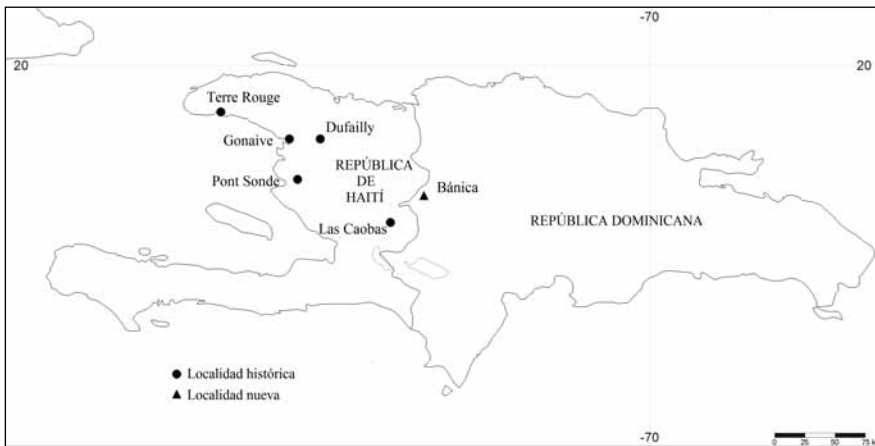 -70
20
20
Terre Rouge
Gonaive
Dufailly
REPÚBLICA
DE
HAITÍ
Pont Sonde
Bánica
Las Caobas
REPÚBLICA DOMINICANA
Localidad histórica
Localidad nueva
-70
0 25 50 75 k